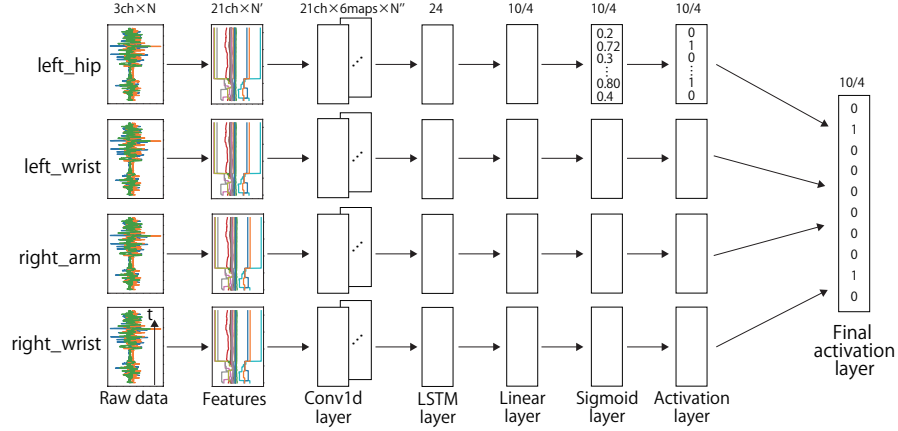 3ch×N 21ch×N' 21ch×6maps×N'' 24 10/4 10/4 10/4
left_hip
0.2
0.72
0.3
0.80
0.4
0
1
0
1
0
left_wrist
right_arm
right_wrist
t
10/4
0
1
0
0
0
0
0
0
1
0
Final
activation
layer
Raw data Features Conv1d LSTM Linear Sigmoid Activation
layer layer layer layer layer